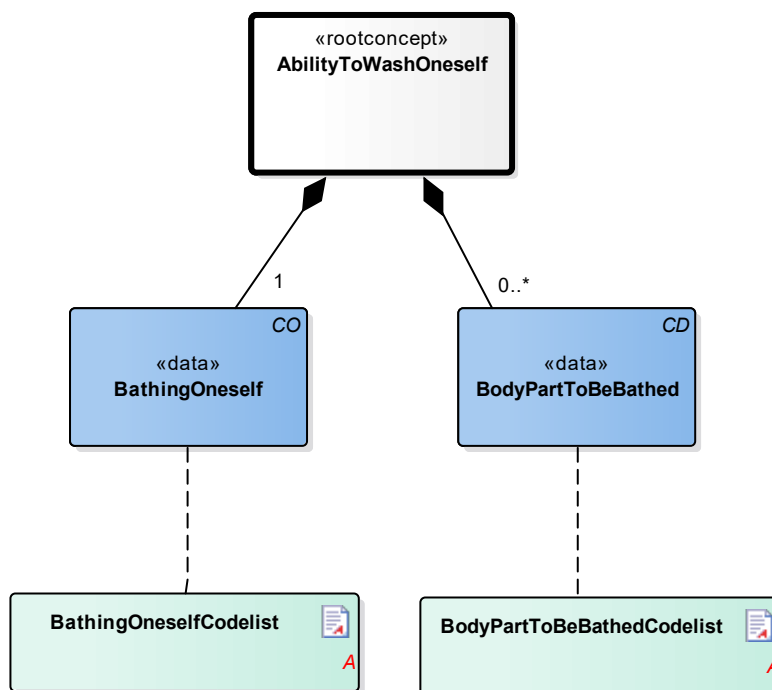 «rootconcept»
AbilityToWashOneself
1
0..*
CO
«data»
BathingOneself
CD
«data»
BodyPartToBeBathed
BathingOneselfCodelist
A
BodyPartToBeBathedCodelist
A